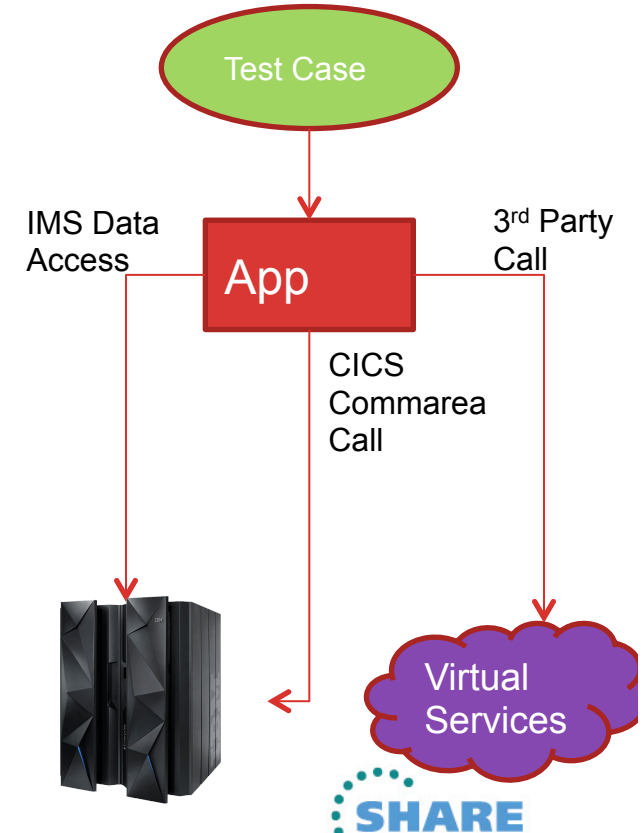 Test Case
IMS Data
Access
App
3rd Party
Call
CICS
Commarea
Call
Virtual
Services
SHARE